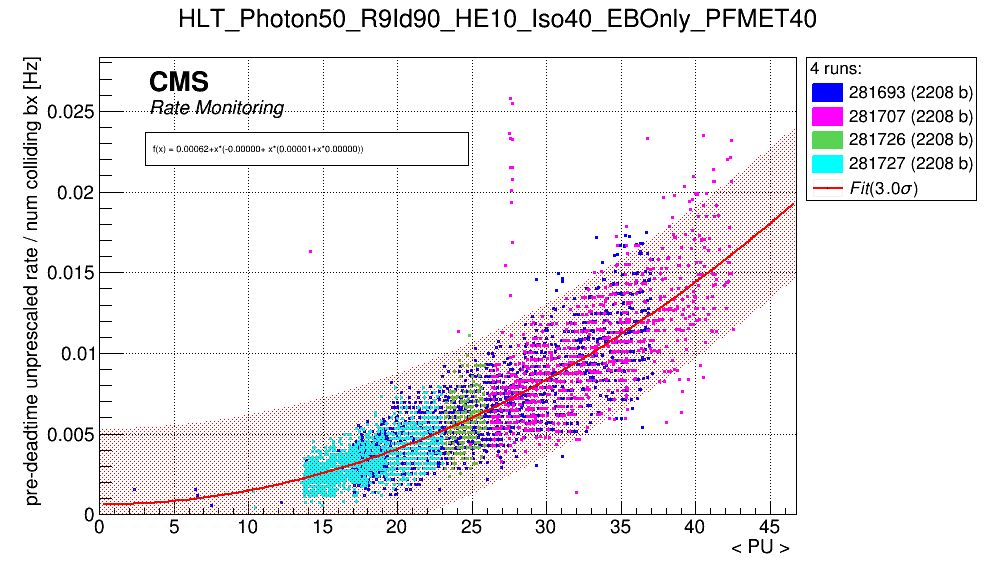 HLT_Photon50_R9Id90_HE10_Iso40_EBOnly_PFMET40
pre-deadtime unprescaled rate / num colliding bx [Hz]
CMS
Rate Monitoring
f(x) = 0.00062+x*(-0.00000+ x*(0.00001+x*0.00000))
4 runs:
281693 (2208 b)
281707 (2208 b)
281726 (2208 b)
281727 (2208 b)
Fit(3.0σ)
0.025
0.02
0.015
0.01
0.005
0
0 5 10 15 20 25 30 35 40 45
< PU >